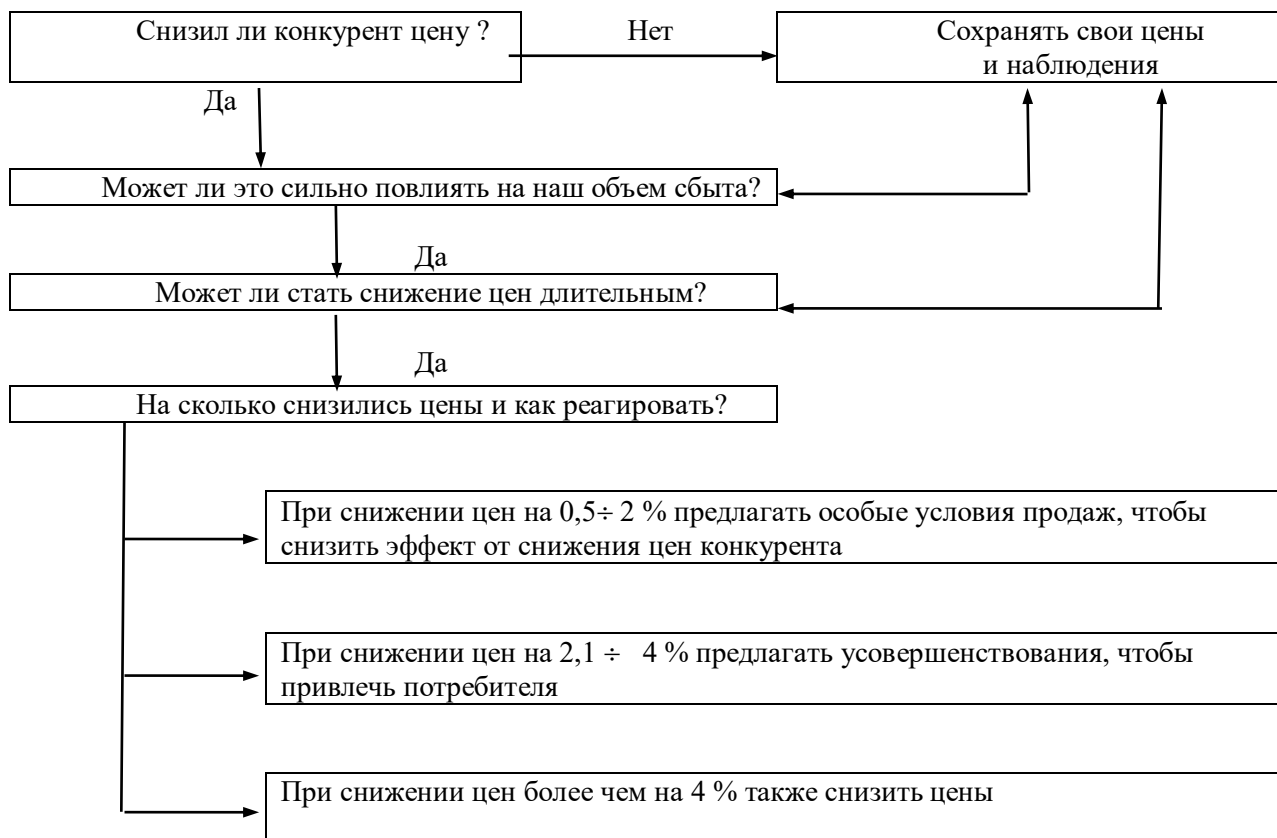 Снизил ли конкурент цену ?
Нет
Сохранять свои цены
и наблюдения
Да
Может ли это сильно повлиять на наш объем сбыта?
Да
Может ли стать снижение цен длительным?
Да
На сколько снизились цены и как реагировать?
При снижении цен на 0,5÷ 2 % предлагать особые условия продаж, чтобы
снизить эффект от снижения цен конкурента
При снижении цен на 2,1 ÷ 4 % предлагать усовершенствования, чтобы
привлечь потребителя
При снижении цен более чем на 4 % также снизить цены